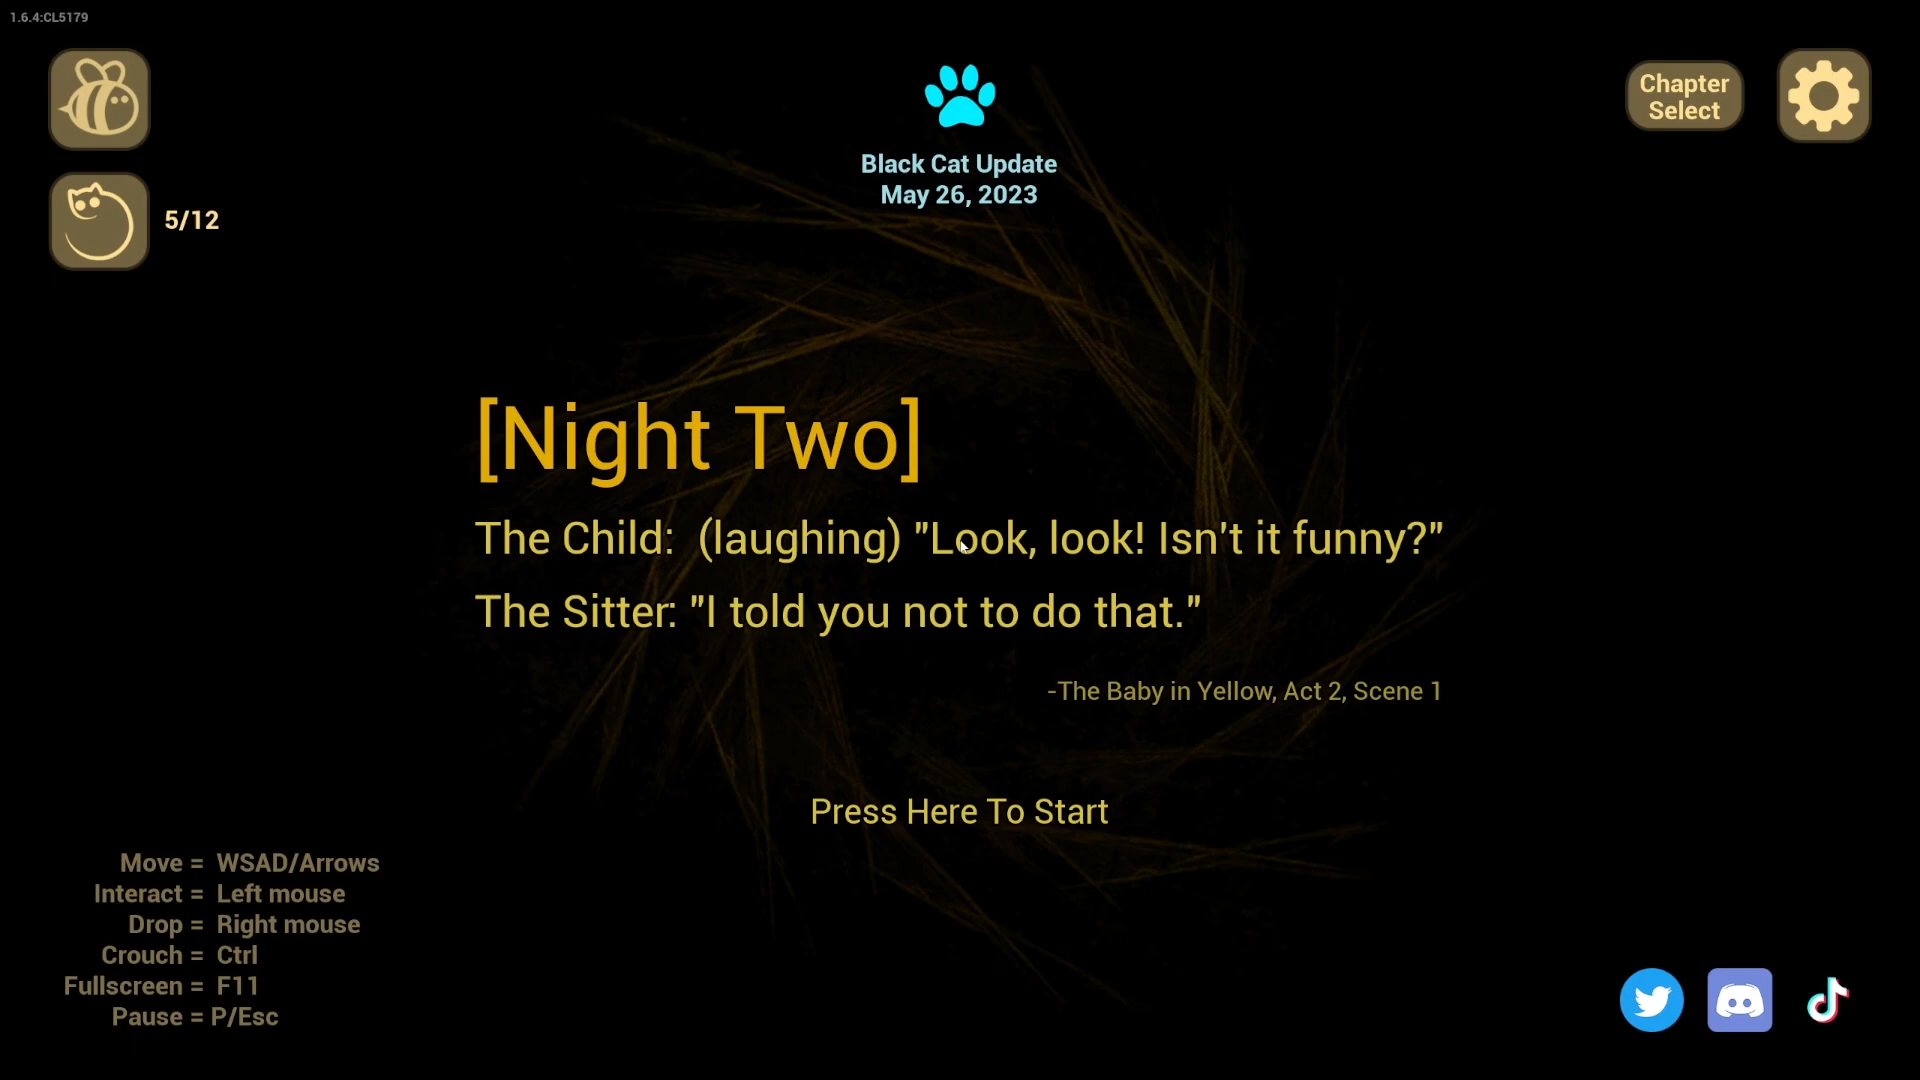 1.6.4:CL5179
Chapter
Select
Black Cat Update
May 26, 2023
5/12
[Night Two]
The Child:  (laughing) "Look, look! Isn't it funny?"
The Sitter: "I told you not to do that."
-The Baby in Yellow, Act 2, Scene 1
Press Here To Start
Move = WSAD/Arrows
Interact = Left mouse
Drop = Right mouse
Crouch = Ctrl
Fullscreen = F11
Pause = P/Esc